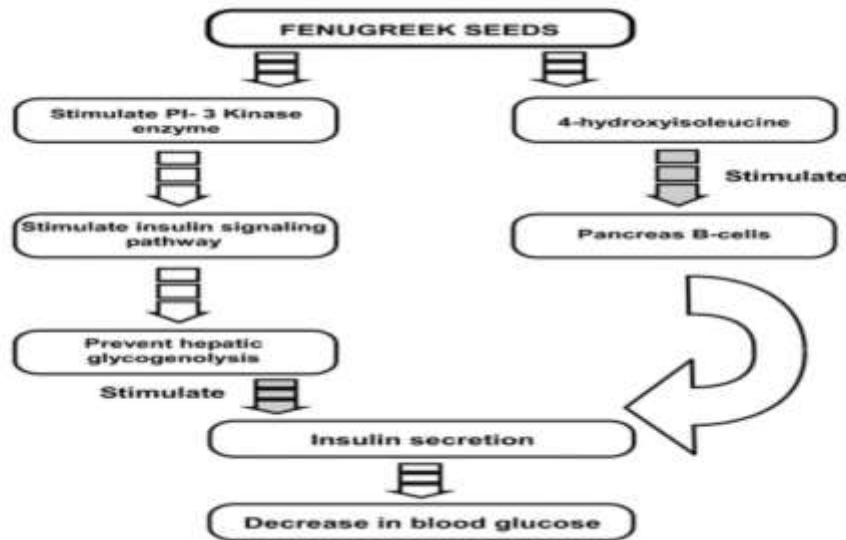 FENUGREEK SEEDS
Stimulate PI- 3 Kinase
enzyme
4-hydroxyisoleucine
Stimulate
Stimulate insulin signaling
pathway
Pancreas B-cells
Prevent hepatic
glycogenolysis
Stimulate
Insulin secretion
Decrease in blood glucose